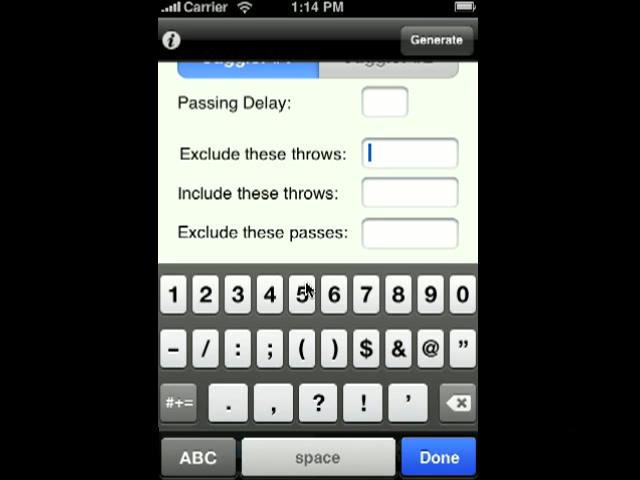 Carrier 1:14 PM
Generate
Passing Delay:
Exclude these throws:
Include these throws:
Exclude these passes:
1 2 3 4 5 6 7 8 9 0
– / : ; ( ) $ & @ ”
#+= . , ? ! ’
ABC space Done